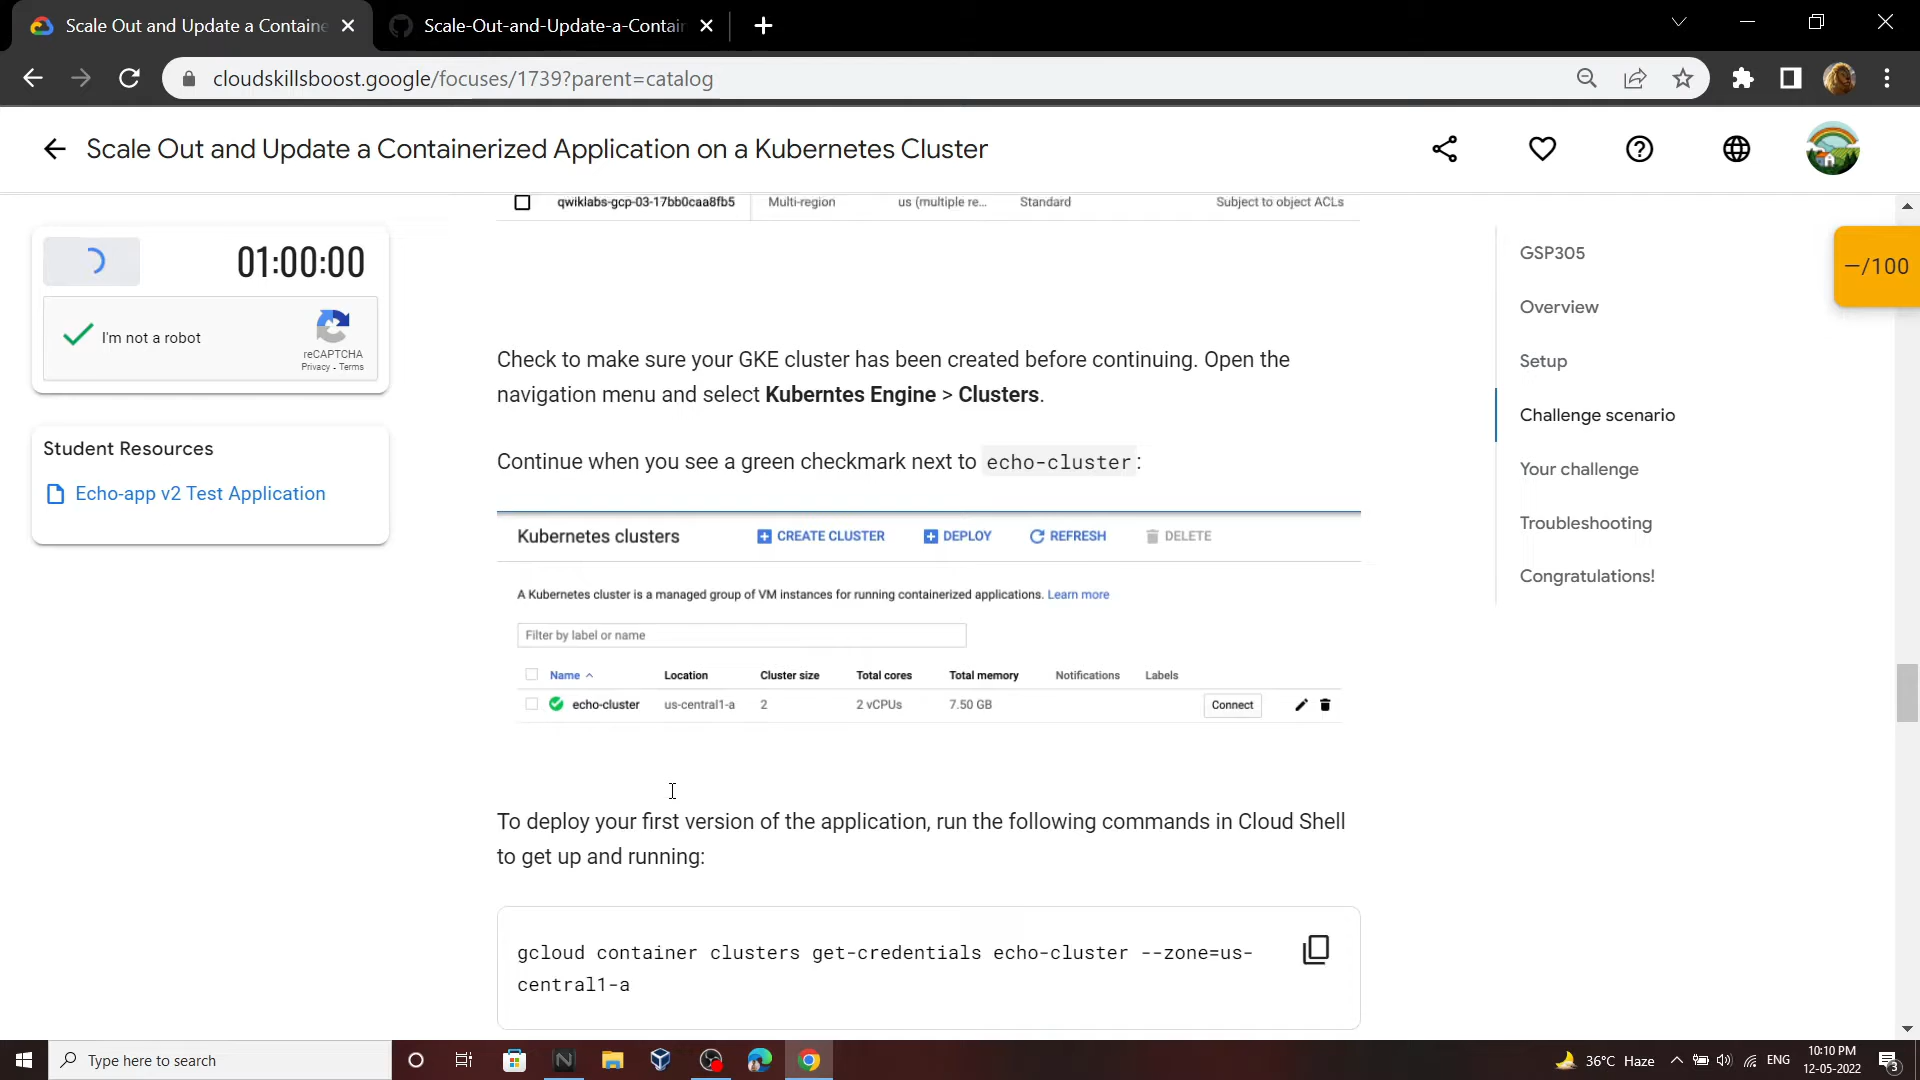 Scale Out and Update a Containe
Scale-Out-and-Update-a-Contai
cloudskillsboost.google/focuses/1739?parent=catalog
Scale Out and Update a Containerized Application on a Kubernetes Cluster
qwiklabs-gcp-03-17bb0caa8fb5 Multi-region us (multiple re... Standard Subject to object ACLs
01:00:00
I'm not a robot
reCAPTCHA
Privacy - Terms
Student Resources
Echo-app v2 Test Application
Check to make sure your GKE cluster has been created before continuing. Open the
navigation menu and select Kuberntes Engine > Clusters.
Continue when you see a green checkmark next to echo-cluster:
Kubernetes clusters CREATE CLUSTER DEPLOY REFRESH DELETE
A Kubernetes cluster is a managed group of VM instances for running containerized applications. Learn more
Filter by label or name
Name Location Cluster size Total cores Total memory Notifications Labels
echo-cluster us-central1-a 2 2 vCPUs 7.50 GB Connect
To deploy your first version of the application, run the following commands in Cloud Shell
to get up and running:
gcloud container clusters get-credentials echo-cluster --zone=us-
central1-a
GSP305
Overview
Setup
Challenge scenario
Your challenge
Troubleshooting
Congratulations!
—/100
Type here to search
36°C Haze
ENG
10:10 PM
12-05-2022
3